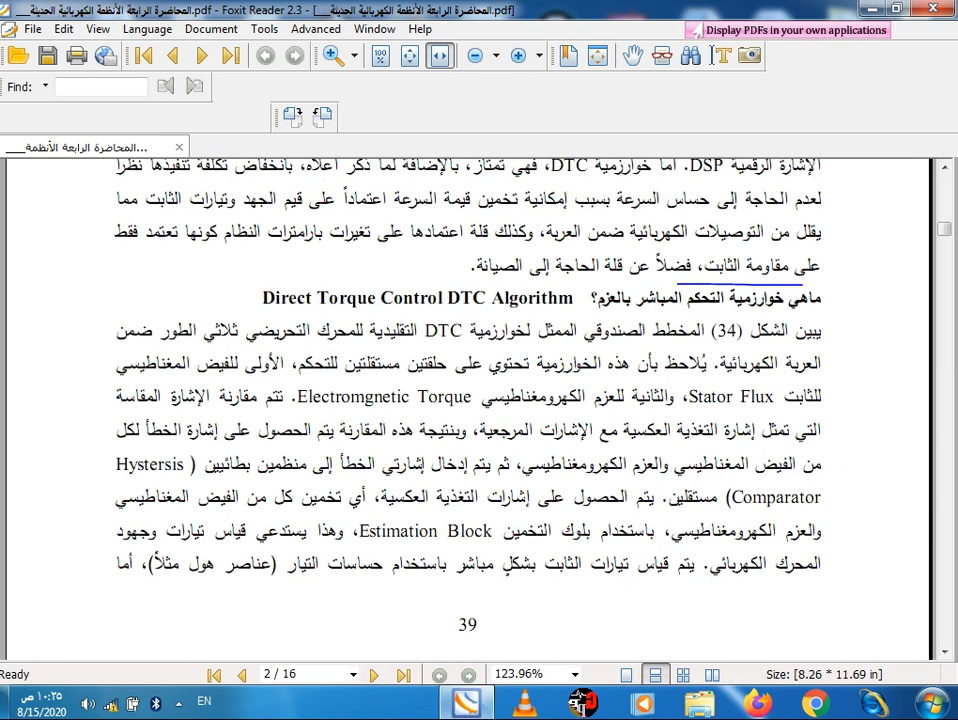 المحاضرة الرابعة الأنظمة الكهربائية الحديثة__.pdf - Foxit Reader 2.3 - [__المحاضرة الرابعة الأنظمة الكهربائية الحديثة.pdf]
File Edit View Language Document Tools Advanced Window Help
Display PDFs in your own applications
Find:
...المحاضرة الرابعة الأنظمة___
الإشارة الرقمية DSP. أما خوارزمية DTC، فهي تمتاز، بالإضافة لما ذكر أعلاه، بانخفاض تكلفة تنفيذها نظراً
لعدم الحاجة إلى حساس السرعة بسبب إمكانية تخمين قيمة السرعة اعتماداً على قيم الجهد وتيارات الثابت مما
يقلل من التوصيلات الكهربائية ضمن العربة، وكذلك قلة اعتمادها على تغيرات بارامترات النظام كونها تعتمد فقط
على مقاومة الثابت، فضلاً عن قلة الحاجة إلى الصيانة.
ماهي خوارزمية التحكم المباشر بالعزم؟ Direct Torque Control DTC Algorithm
يبين الشكل (34) المخطط الصندوقي الممثل لخوارزمية DTC التقليدية للمحرك التحريضي ثلاثي الطور ضمن
العربة الكهربائية. يُلاحظ بأن هذه الخوارزمية تحتوي على حلقتين مستقلتين للتحكم، الأولى للفيض المغناطيسي
للثابت Stator Flux، والثانية للعزم الكهرومغناطيسي Electromgnetic Torque. تتم مقارنة الإشارة المقاسة
التي تمثل إشارة التغذية العكسية مع الإشارات المرجعية، وبنتيجة هذه المقارنة يتم الحصول على إشارة الخطأ لكل
من الفيض المغناطيسي والعزم الكهرومغناطيسي، ثم يتم إدخال إشارتي الخطأ إلى منظمين بطائيين (Hystersis
Comparator) مستقلين. يتم الحصول على إشارات التغذية العكسية، أي تخمين كل من الفيض المغناطيسي
والعزم الكهرومغناطيسي، باستخدام بلوك التخمين Estimation Block، وهذا يستدعي قياس تيارات وجهود
المحرك الكهربائي. يتم قياس تيارات الثابت بشكلٍ مباشر باستخدام حساسات التيار (عناصر هول مثلاً)، أما
39
Ready 2 / 16 123.96% Size: [8.26 * 11.69 in]
١٠:٢٥ ص EN
8/15/2020